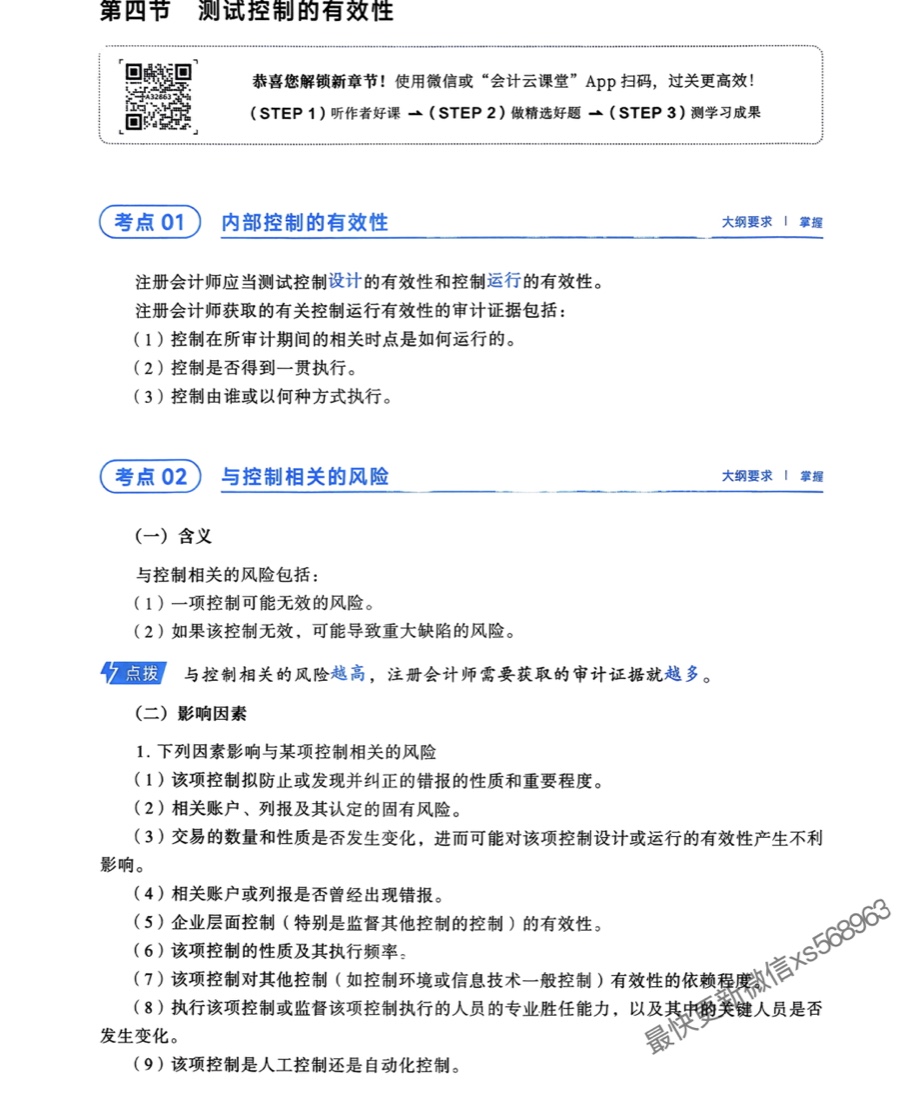 第四节 测试控制的有效性
恭喜您解锁新章节！使用微信或“会计云课堂”App 扫码，过关更高效！
（STEP 1）听作者好课 ⇀（STEP 2）做精选好题 ⇀（STEP 3）测学习成果
考点 01 内部控制的有效性 大纲要求 | 掌握
注册会计师应当测试控制设计的有效性和控制运行的有效性。
注册会计师获取的有关控制运行有效性的审计证据包括：
（1）控制在所审计期间的相关时点是如何运行的。
（2）控制是否得到一贯执行。
（3）控制由谁或以何种方式执行。
考点 02 与控制相关的风险 大纲要求 | 掌握
（一）含义
与控制相关的风险包括：
（1）一项控制可能无效的风险。
（2）如果该控制无效，可能导致重大缺陷的风险。
点拨 与控制相关的风险越高，注册会计师需要获取的审计证据就越多。
（二）影响因素
1. 下列因素影响与某项控制相关的风险
（1）该项控制拟防止或发现并纠正的错报的性质和重要程度。
（2）相关账户、列报及其认定的固有风险。
（3）交易的数量和性质是否发生变化，进而可能对该项控制设计或运行的有效性产生不利
影响。
（4）相关账户或列报是否曾经出现错报。
（5）企业层面控制（特别是监督其他控制的控制）的有效性。
（6）该项控制的性质及其执行频率。
（7）该项控制对其他控制（如控制环境或信息技术一般控制）有效性的依赖程度。
（8）执行该项控制或监督该项控制执行的人员的专业胜任能力，以及其中的关键人员是否
发生变化。
（9）该项控制是人工控制还是自动化控制。
最快更新微信xs568963